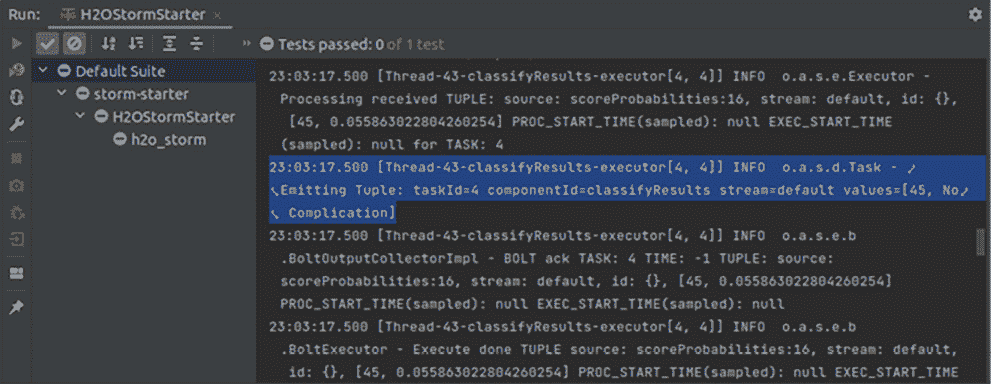 Run: H2OStormStarter ×
» Tests passed: 0 of 1 test
Default Suite
storm-starter
H2OStormStarter
h2o_storm
23:03:17.500 [Thread-43-classifyResults-executor[4, 4]] INFO  o.a.s.e.Executor -
Processing received TUPLE: source: scoreProbabilities:16, stream: default, id: {},
[45, 0.055863022804260254] PROC_START_TIME(sampled): null EXEC_START_TIME
(sampled): null for TASK: 4
23:03:17.500 [Thread-43-classifyResults-executor[4, 4]] INFO  o.a.s.d.Task -
Emitting Tuple: taskId=4 componentId=classifyResults stream=default values=[45, No
Complication]
23:03:17.500 [Thread-43-classifyResults-executor[4, 4]] INFO  o.a.s.e.b
.BoltOutputCollectorImpl - BOLT ack TASK: 4 TIME: -1 TUPLE: source:
scoreProbabilities:16, stream: default, id: {}, [45, 0.055863022804260254]
PROC_START_TIME(sampled): null EXEC_START_TIME(sampled): null
23:03:17.500 [Thread-43-classifyResults-executor[4, 4]] INFO  o.a.s.e.b
.BoltExecutor - Execute done TUPLE source: scoreProbabilities:16, stream: default,
id: {}, [45, 0.055863022804260254] PROC_START_TIME(sampled): null EXEC_START_TIME